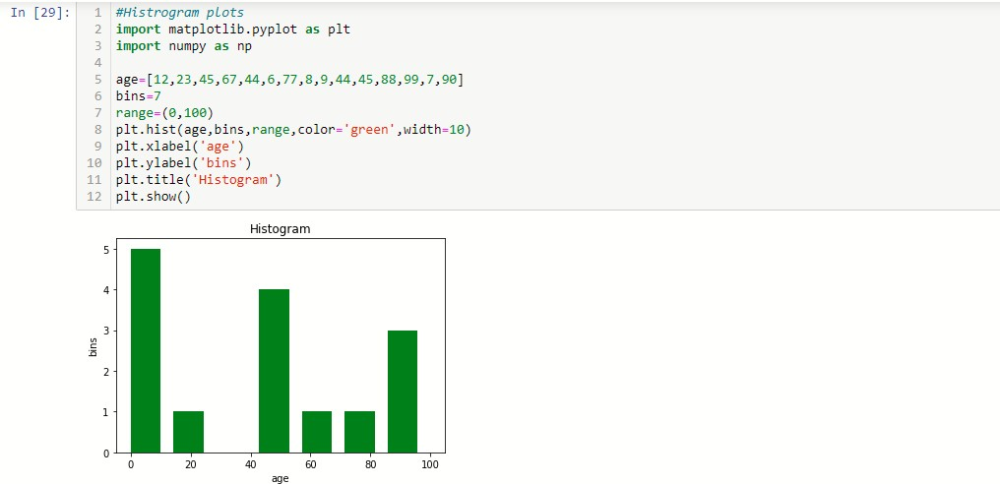 In [29]:
1 #Histrogram plots
2 import matplotlib.pyplot as plt
3 import numpy as np
4
5 age=[12,23,45,67,44,6,77,8,9,44,45,88,99,7,90]
6 bins=7
7 range=(0,100)
8 plt.hist(age,bins,range,color='green',width=10)
9 plt.xlabel('age')
10 plt.ylabel('bins')
11 plt.title('Histogram')
12 plt.show()
Histogram
5
4
3
2
1
0
bins
0 20 40 60 80 100
age